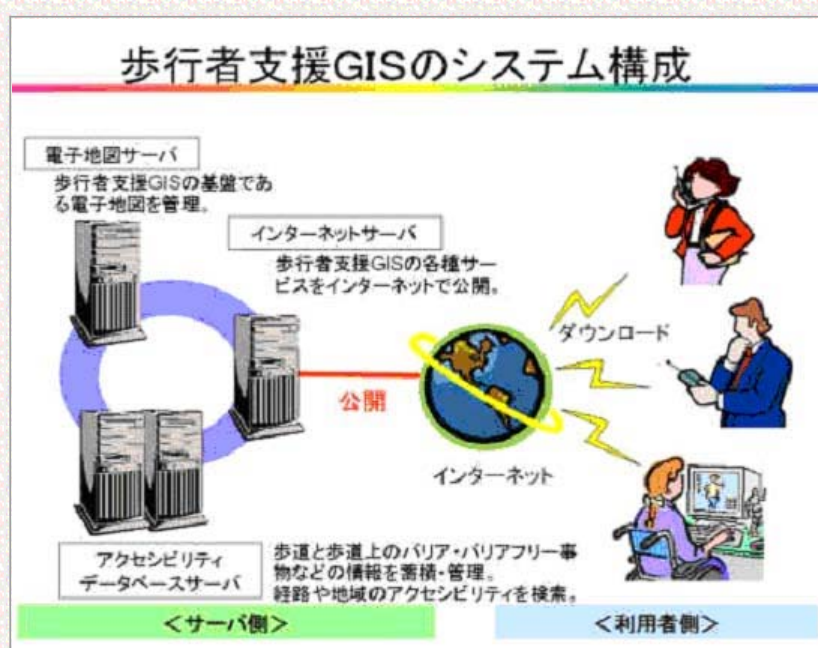 歩行者支援GISのシステム構成
電子地図サーバ
歩行者支援GISの基盤であ
る電子地図を管理。
インターネットサーバ
歩行者支援GISの各種サー
ビスをインターネットで公開。
ダウンロード
公開
インターネット
アクセシビリティ
データベースサーバ
歩道と歩道上のバリア・バリアフリー事
物などの情報を蓄積・管理。
経路や地域のアクセシビリティを検索。
<サーバ側>
<利用者側>